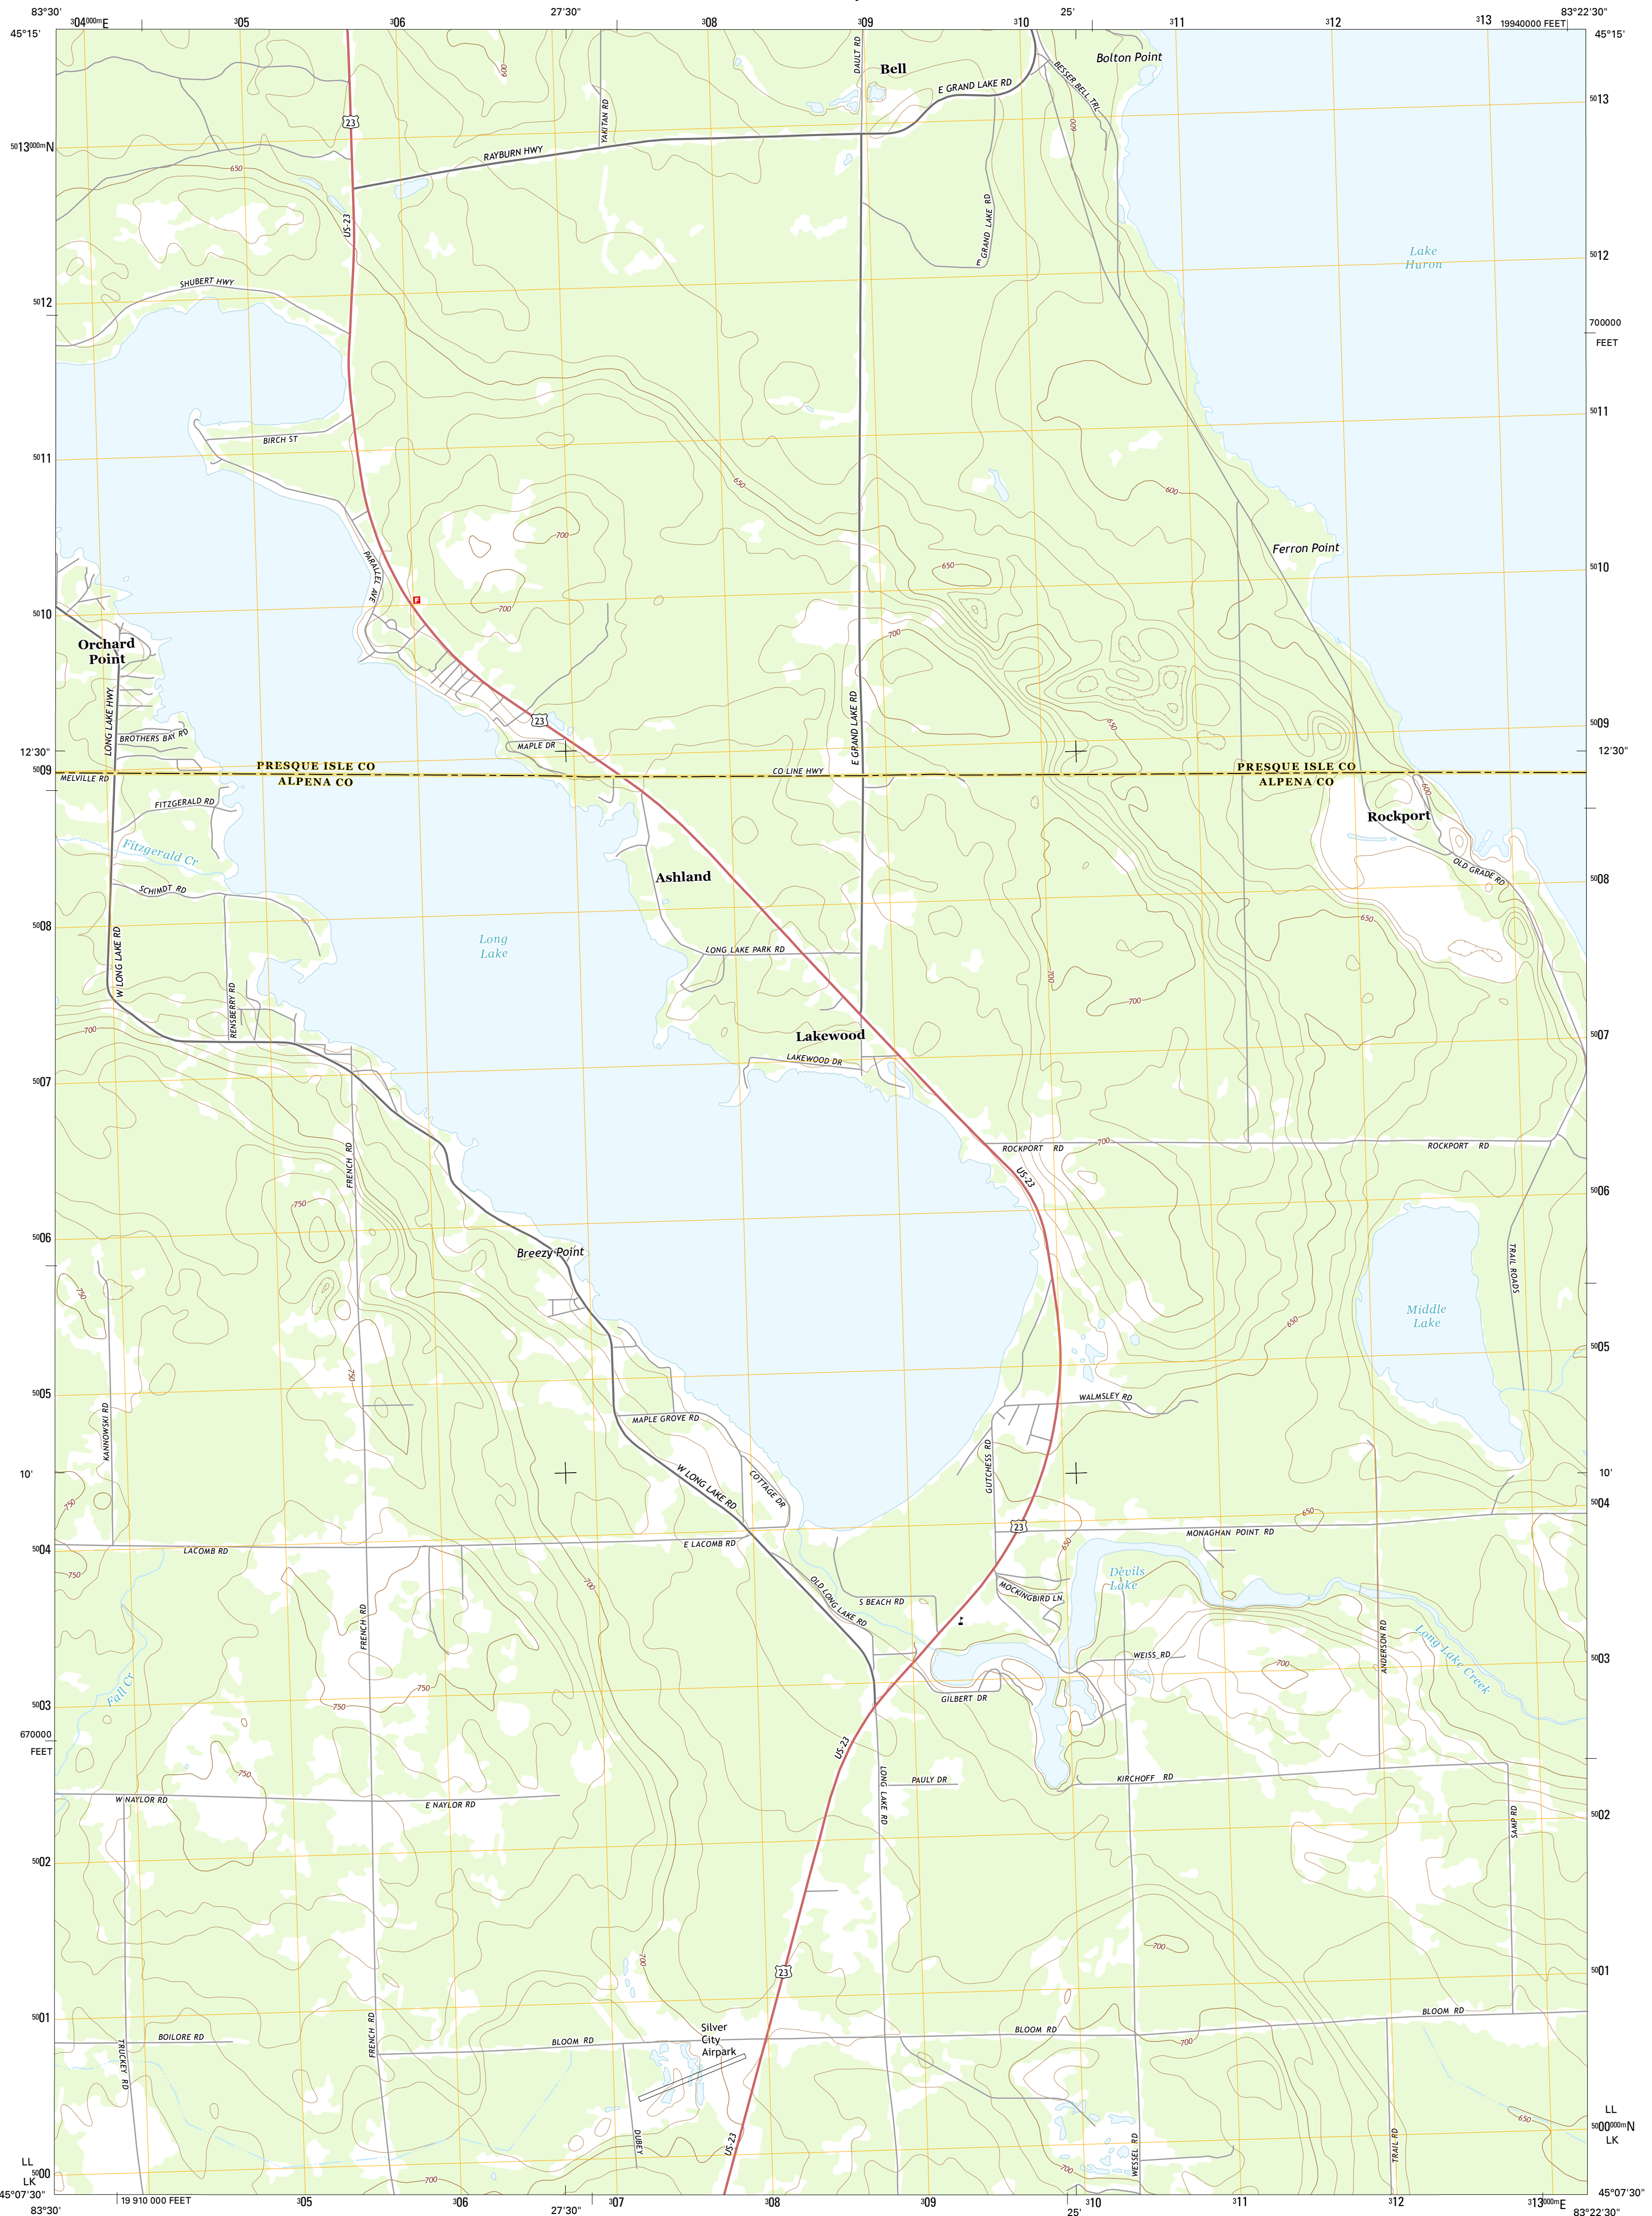 83°30'
304000mE
305
306
27'30"
308
309
310
25'
311
312
313
19940000 FEET
83°22'30"
45°15'
45°15'
DAULT RD
Bell
Bolton Point
600
23
YAKITAN RD
E GRAND LAKE RD
BESSER BELL TRL
600
5013
5013000mN
RAYBURN HWY
650
US-23
E GRAND LAKE RD
Lake
Huron
5012
SHUBERT HWY
5012
700000
FEET
5011
BIRCH ST
5011
650
600
700
Ferron Point
PARALLEL AVE
650
5010
F
700
5010
Orchard
Point
700
LONG LAKE HWY
E GRAND LAKE RD
23
650
5009
BROTHERS BAY RD
MAPLE DR
12'30"
12'30"
5009
MELVILLE RD
PRESQUE ISLE CO
ALPENA CO
CO LINE HWY
PRESQUE ISLE CO
ALPENA CO
FITZGERALD RD
600
Rockport
Fitzgerald Cr
OLD GRADE RD
SCHIMDT RD
Ashland
5008
5008
650
W LONG LAKE RD
Long
Lake
LONG LAKE PARK RD
700
700
RENSBERRY RD
700
Lakewood
5007
LAKEWOOD DR
5007
FRENCH RD
ROCKPORT RD
700
ROCKPORT RD
US-23
5006
750
5006
Breezy Point
TRAIL ROADS
750
Middle
Lake
650
5005
750
5005
KANNOWSKI RD
MAPLE GROVE RD
WALMSLEY RD
GUTCHESS RD
10'
10'
W LONG LAKE RD
COTTAGE DR
750
5004
23
650
MONAGHAN POINT RD
650
5004
LACOMB RD
E LACOMB RD
750
700
OLD LONG LAKE RD
S BEACH RD
MOCKINGBIRD LN
Devils
Lake
FRENCH RD
ANDERSON RD
Long Lake Creek
WEISS RD
700
5003
Fall Cr
750
750
GILBERT DR
5003
670000
FEET
US-23
750
LONG LAKE RD
PAULY DR
KIRCHOFF RD
W NAYLOR RD
E NAYLOR RD
SAMP RD
5002
5002
700
700
23
5001
5001
BLOOM RD
FRENCH RD
Silver
City
Airpark
BLOOM RD
BOILORE RD
BLOOM RD
700
TRUCKEY RD
650
LL
5000000mN
LK
DUBEY
US-23
WESSEL RD
TRAIL RD
700
LL
LK
5000
700
45°07'30"
45°07'30"
19 910 000 FEET
83°30'
305
306
27'30"
307
308
309
310
25'
311
312
313000mE
83°22'30"